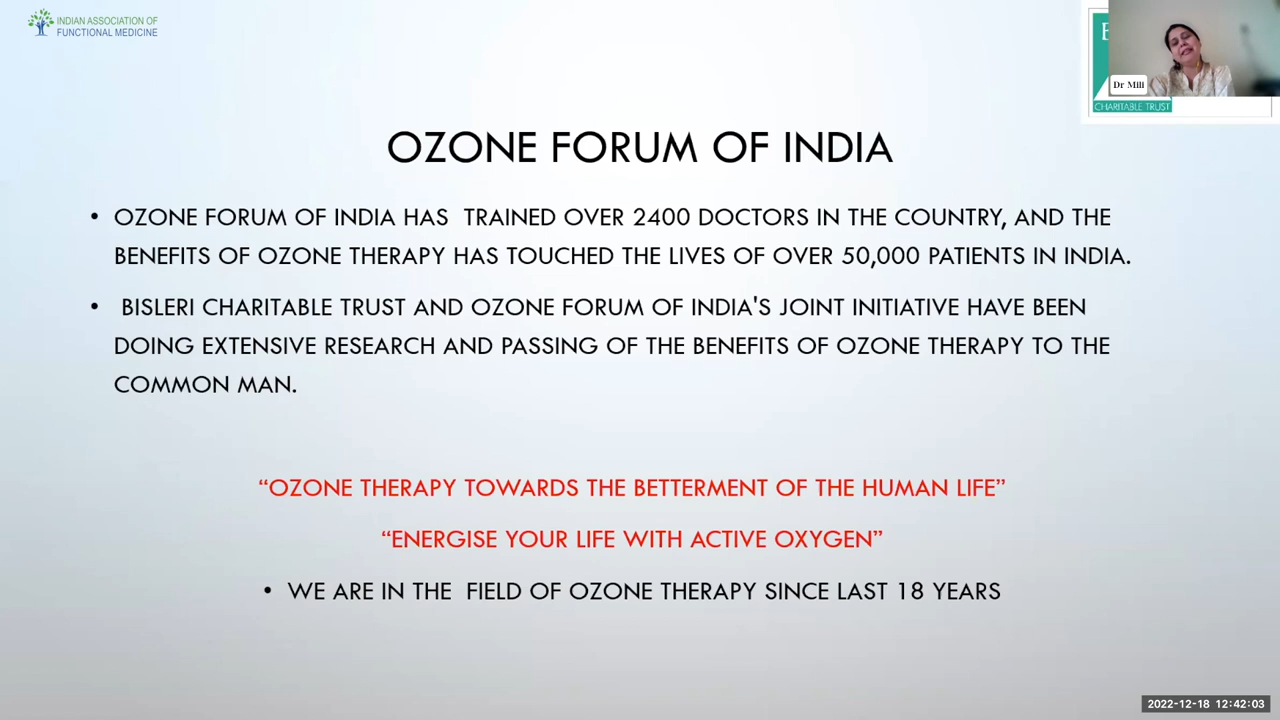 INDIAN ASSOCIATION OF
FUNCTIONAL MEDICINE
Dr Mili
CHARITABLE TRUST
OZONE FORUM OF INDIA
• OZONE FORUM OF INDIA HAS TRAINED OVER 2400 DOCTORS IN THE COUNTRY, AND THE
BENEFITS OF OZONE THERAPY HAS TOUCHED THE LIVES OF OVER 50,000 PATIENTS IN INDIA.
• BISLERI CHARITABLE TRUST AND OZONE FORUM OF INDIA'S JOINT INITIATIVE HAVE BEEN
DOING EXTENSIVE RESEARCH AND PASSING OF THE BENEFITS OF OZONE THERAPY TO THE
COMMON MAN.
“OZONE THERAPY TOWARDS THE BETTERMENT OF THE HUMAN LIFE”
“ENERGISE YOUR LIFE WITH ACTIVE OXYGEN”
• WE ARE IN THE FIELD OF OZONE THERAPY SINCE LAST 18 YEARS
2022-12-18 12:42:03